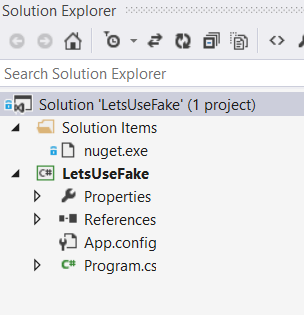 Solution Explorer
Search Solution Explorer
Solution 'LetsUseFake' (1 project)
Solution Items
nuget.exe
C# LetsUseFake
Properties
References
App.config
C# Program.cs